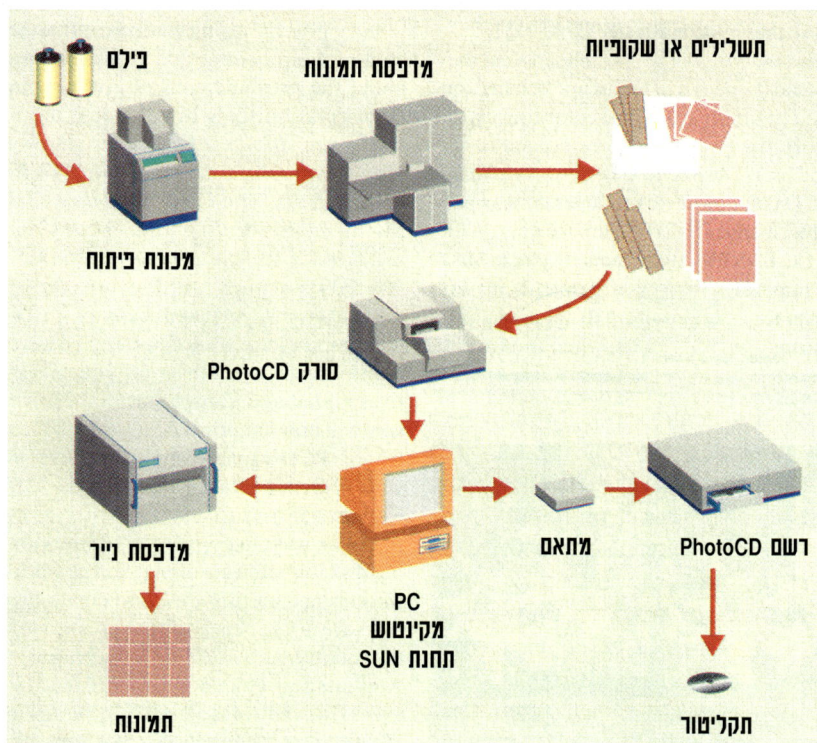 תשלילים או שקופיות
מדפסת תמונות
פילם
מכונת פיתוח
סורק PhotoCD
רשם PhotoCD
מתאם
מדפסת נייר
PC
מקינטוש
תחנת SUN
תקליטור
תמונות